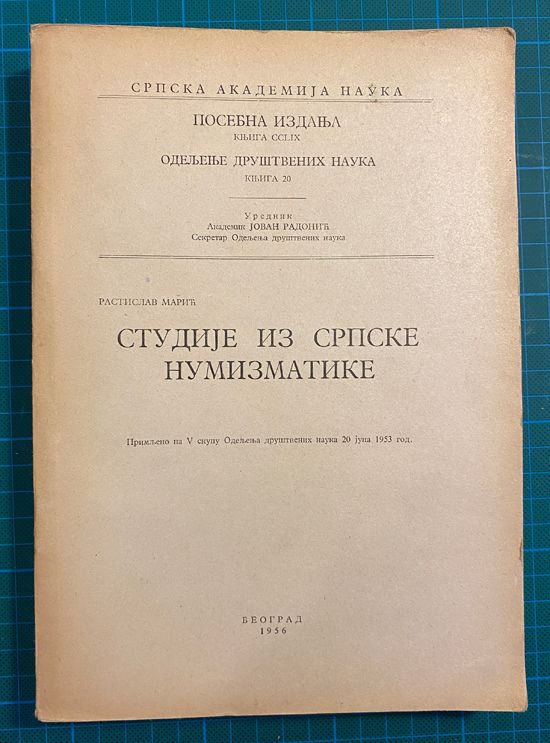 СРПСКА АКАДЕМИЈА НАУКА
ПОСЕБНА ИЗДАЊА
КЊИГА CCLIX
ОДЕЉЕЊЕ ДРУШТВЕНИХ НАУКА
КЊИГА 20
Уредник
Академик ЈОВАН РАДОНИЋ
Секретар Одељења друштвених наука
РАСТИСЛАВ МАРИЋ
СТУДИЈЕ ИЗ СРПСКЕ
НУМИЗМАТИКЕ
Примљено на V скупу Одељења друштвених наука 20 јуна 1953 год.
БЕОГРАД
1956